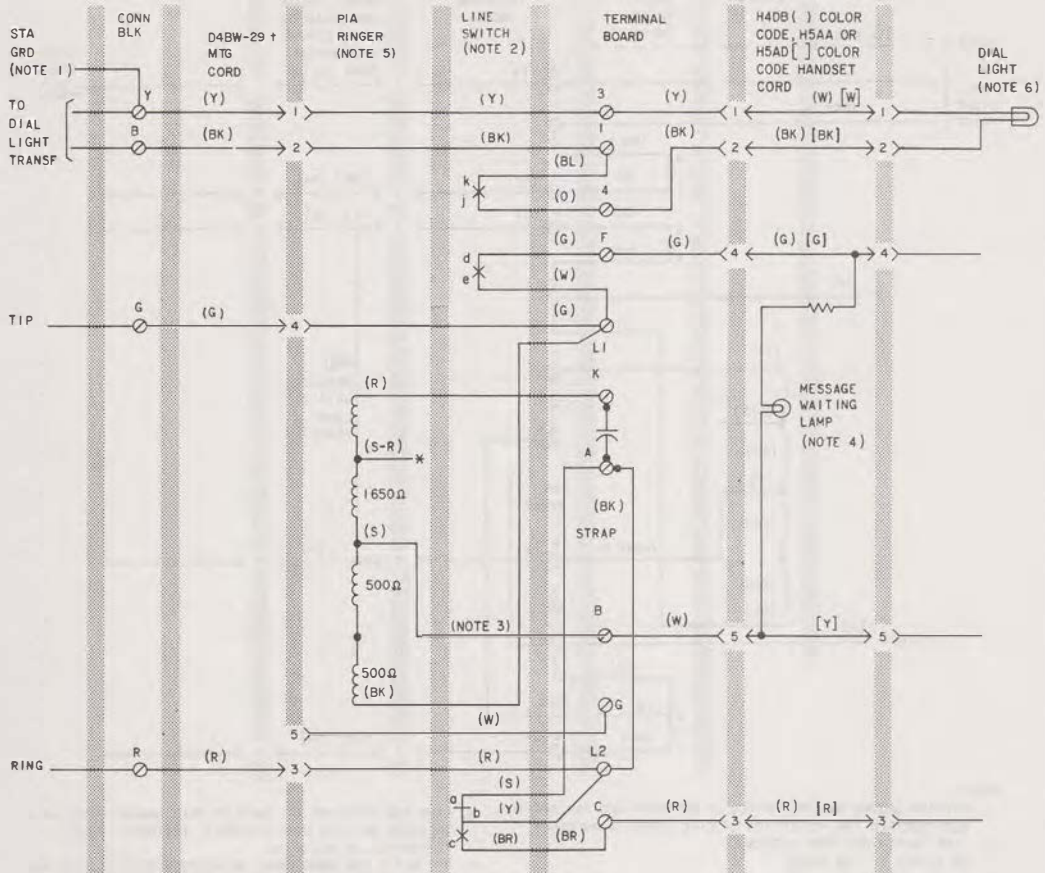 STA
GRD
(NOTE 1)
CONN
BLK
D4BW-29 †
MTG
CORD
PIA
RINGER
(NOTE 5)
LINE
SWITCH
(NOTE 2)
TERMINAL
BOARD
H4DB( ) COLOR
CODE, H5AA OR
H5AD[ ] COLOR
CODE HANDSET
CORD
DIAL
LIGHT
(NOTE 6)
TO
DIAL
LIGHT
TRANSF
Y (Y) 1 (Y) 3 (Y) 1 (W) [W] 1
B (BK) 2 (BK) 1 (BK) 2 (BK) [BK] 2
(BL)
k
j (O) 4
d (G) F (G) 4 (G) [G] 4
e (W)
TIP G (G) 4 (G)
L1
(R) K
MESSAGE
WAITING
LAMP
(NOTE 4)
(S-R) *
A
1650Ω
(BK)
STRAP
(S)
500Ω
(NOTE 3) B (W) 5 [Y] 5
500Ω
(BK)
G
5 (W)
RING R (R) 3 (R) L2
(S)
a
b (Y) C (R) 3 (R) [R] 3
c (BR) (BR)